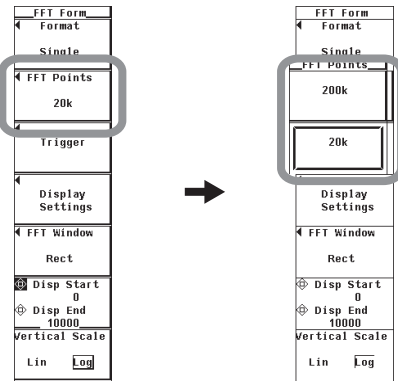 FFT Form
Format
Single
FFT Points
20k
Trigger
Display
Settings
FFT Window
Rect
Disp Start
0
Disp End
10000
Vertical Scale
Lin Log
FFT Form
Format
Single
FFT Points
200k
20k
Display
Settings
FFT Window
Rect
Disp Start
0
Disp End
10000
Vertical Scale
Lin Log